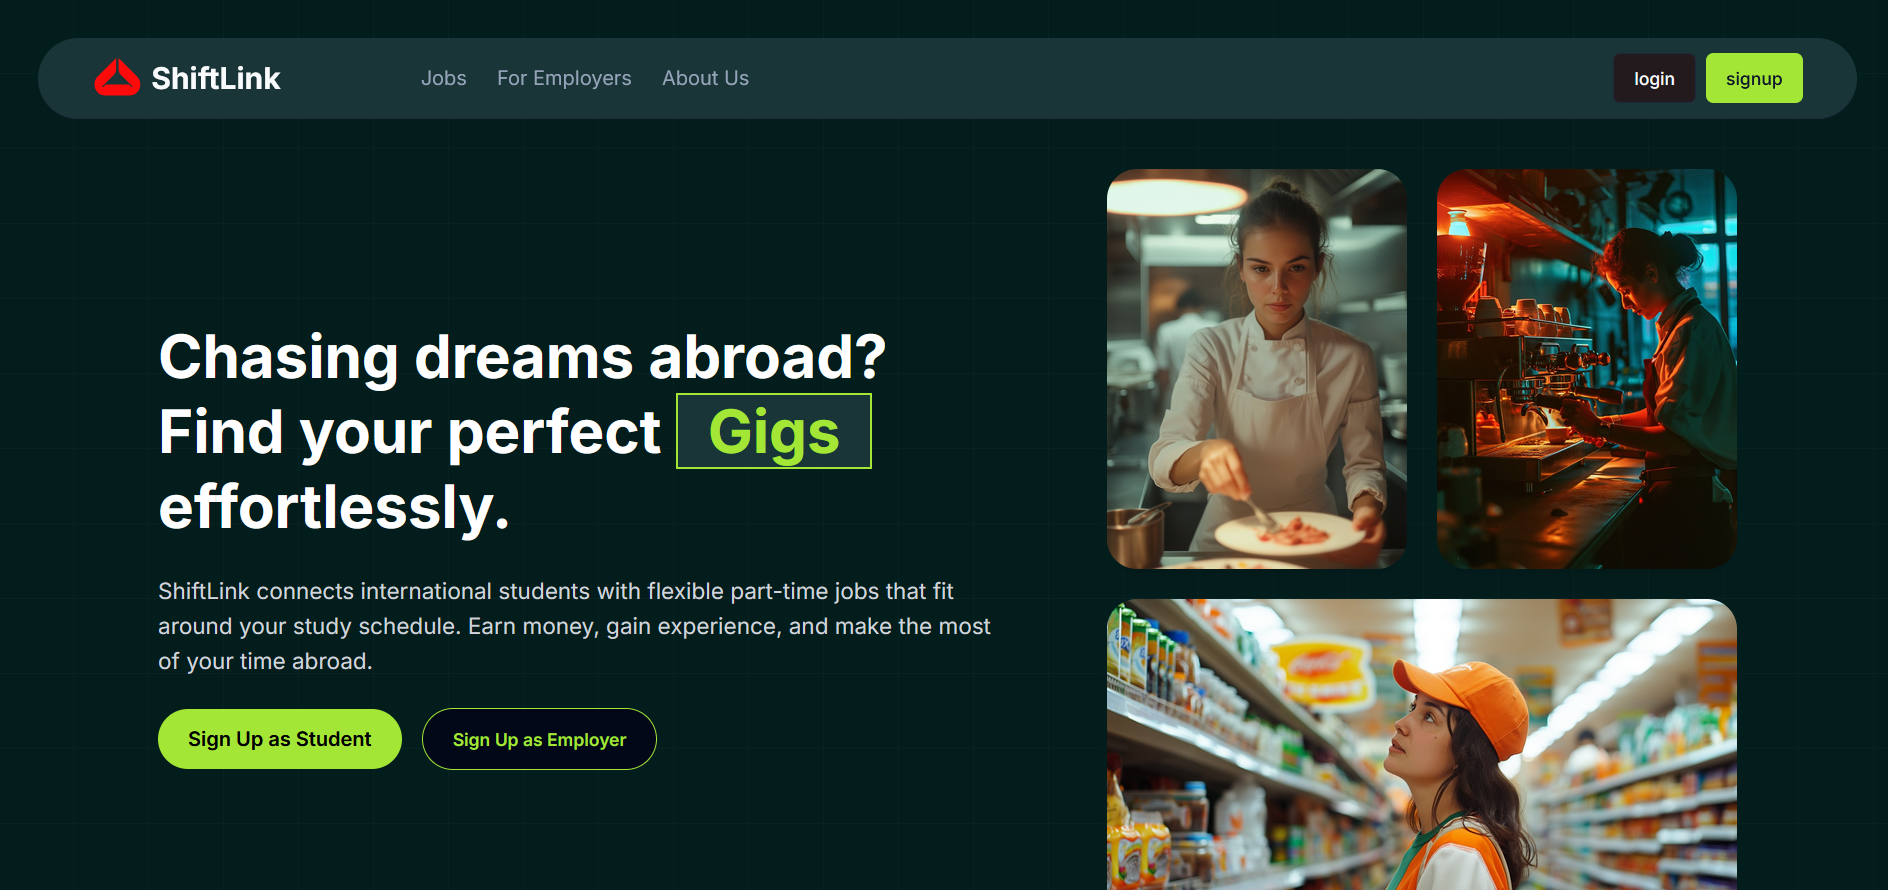 ShiftLink
Jobs
For Employers
About Us
login
signup
Chasing dreams abroad?
Find your perfect Gigs
effortlessly.
ShiftLink connects international students with flexible part-time jobs that fit
around your study schedule. Earn money, gain experience, and make the most
of your time abroad.
Sign Up as Student
Sign Up as Employer